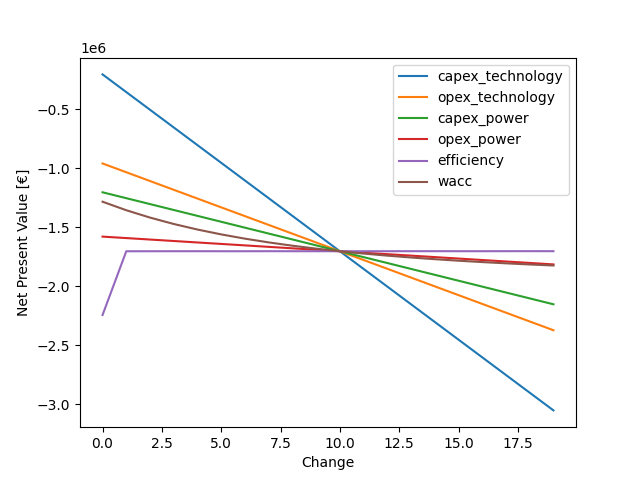 1e6
−0.5
−1.0
−1.5
−2.0
−2.5
−3.0
Net Present Value [€]
0.0 2.5 5.0 7.5 10.0 12.5 15.0 17.5
Change
capex_technology
opex_technology
capex_power
opex_power
efficiency
wacc